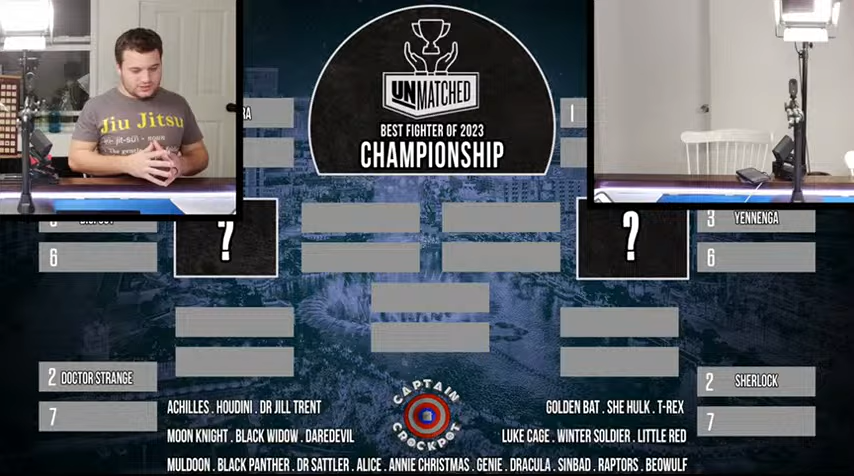 UNMATCHED
BEST FIGHTER OF 2023
CHAMPIONSHIP
Jiu Jitsu
1
?
?
3 YENNENGA
6
6
2 DOCTOR STRANGE
7
2 SHERLOCK
7
CAPTAIN CROCKPOT
ACHILLES . HOUDINI . DR JILL TRENT
GOLDEN BAT . SHE HULK . T-REX
MOON KNIGHT . BLACK WIDOW . DAREDEVIL
LUKE CAGE . WINTER SOLDIER . LITTLE RED
MULDOON . BLACK PANTHER . DR SATTLER . ALICE . ANNIE CHRISTMAS . GENIE . DRACULA . SINBAD . RAPTORS . BEOWULF